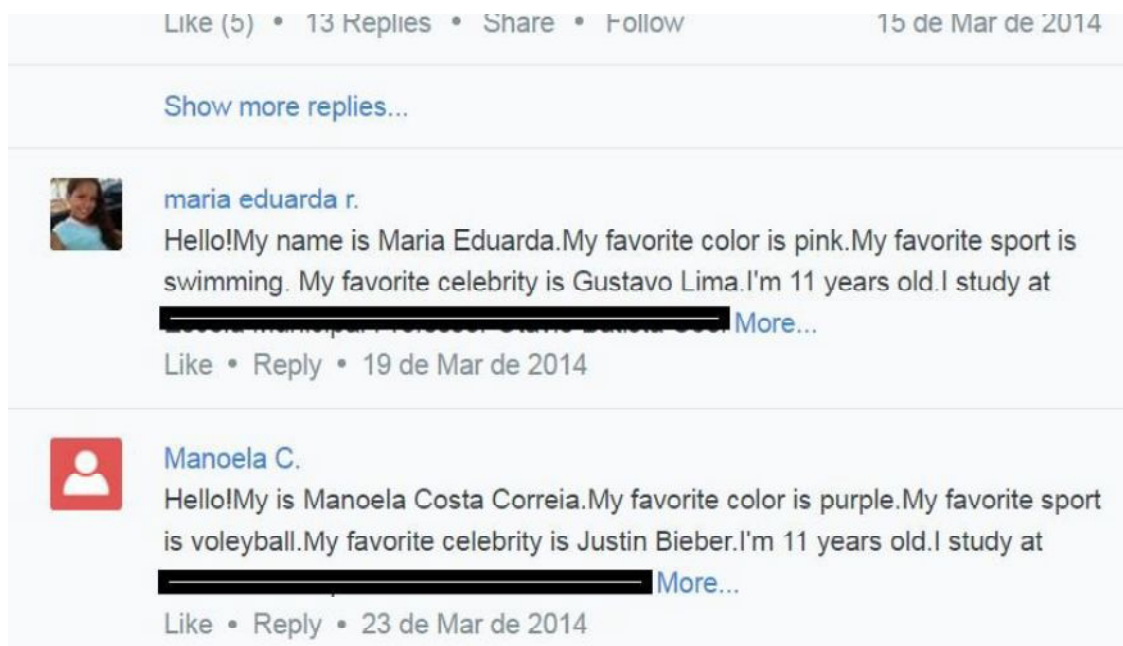 Like (5) • 13 Replies • Share • Follow 15 de Mar de 2014
Show more replies...
maria eduarda r.
Hello!My name is Maria Eduarda.My favorite color is pink.My favorite sport is
swimming. My favorite celebrity is Gustavo Lima.I'm 11 years old.I study at
More...
Like • Reply • 19 de Mar de 2014
Manoela C.
Hello!My is Manoela Costa Correia.My favorite color is purple.My favorite sport
is voleyball.My favorite celebrity is Justin Bieber.I'm 11 years old.I study at
More...
Like • Reply • 23 de Mar de 2014